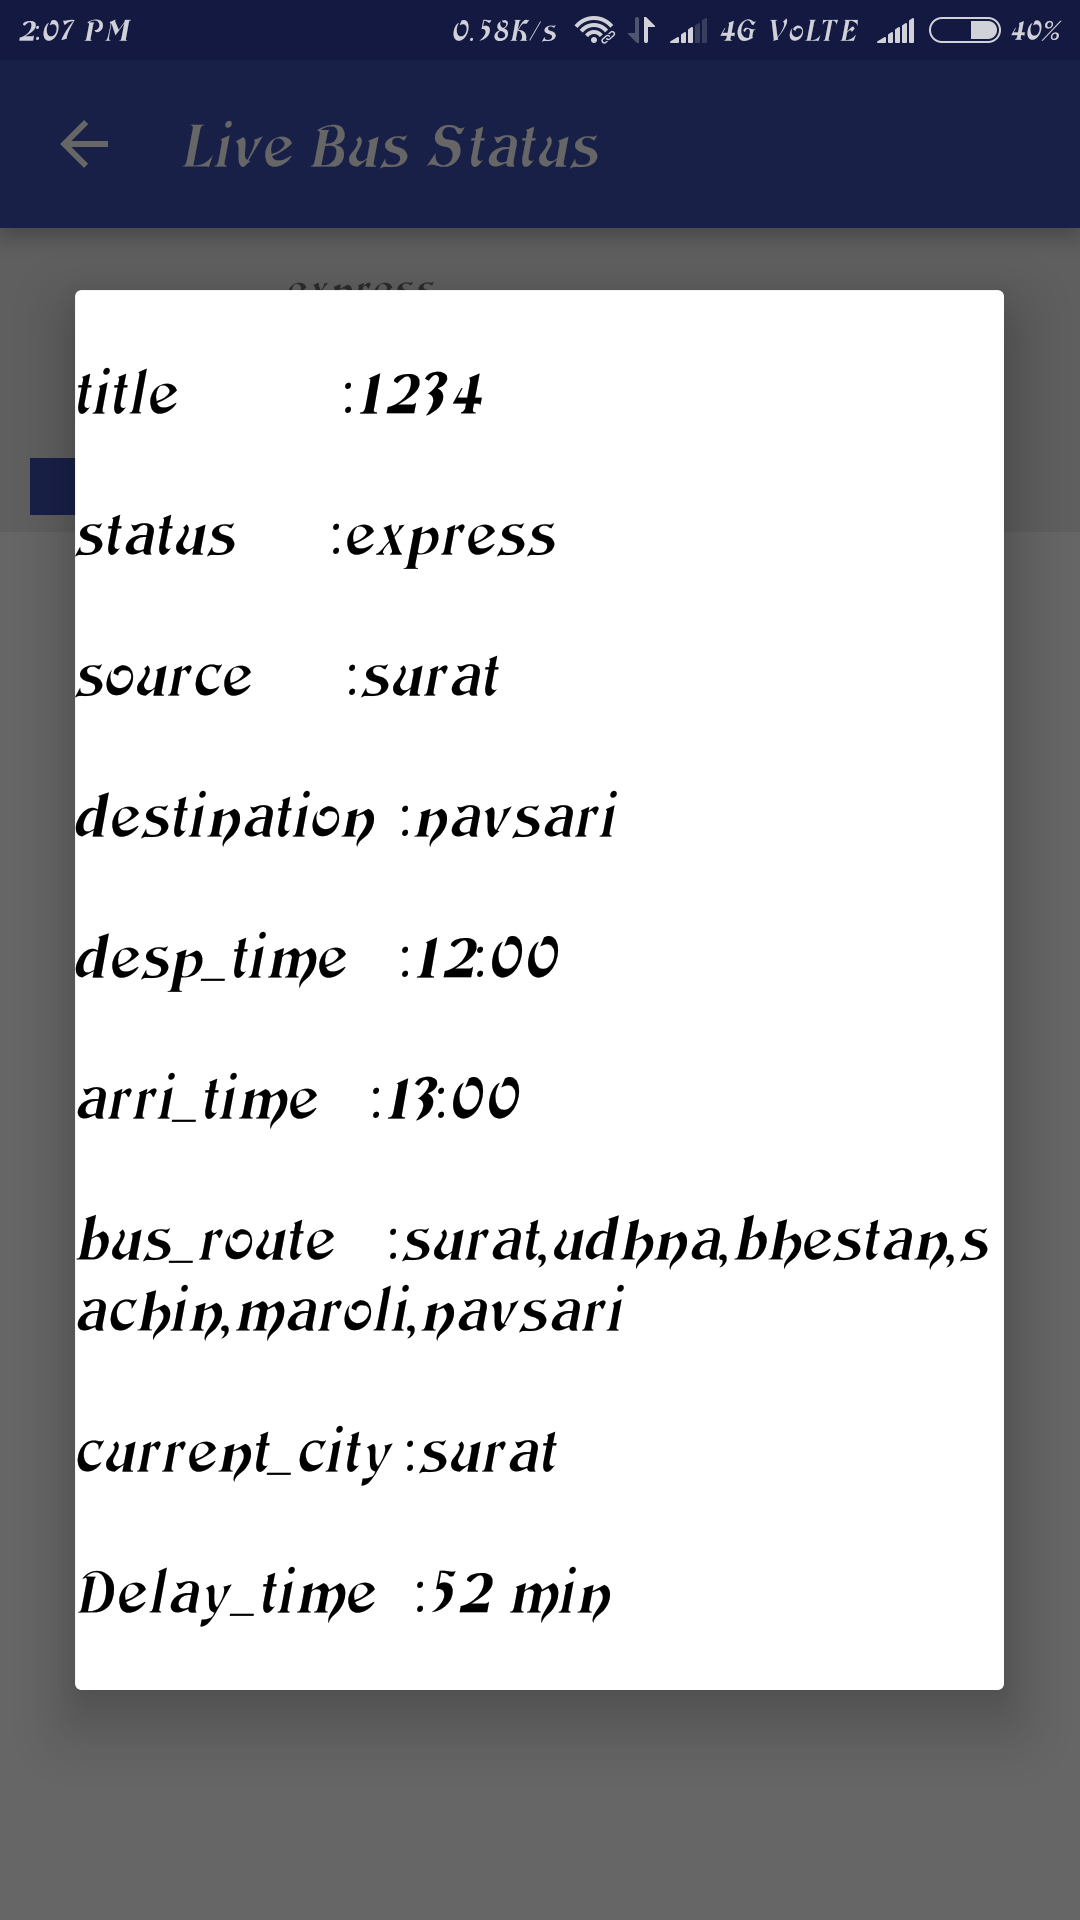 2:07 PM 0.58K/s 4G VoLTE 40%
Live Bus Status
express
title :1234
status :express
source :surat
destination :navsari
desp_time :12:00
arri_time :13:00
bus_route :surat,udhna,bhestan,s
achin,maroli,navsari
current_city :surat
Delay_time :52 min